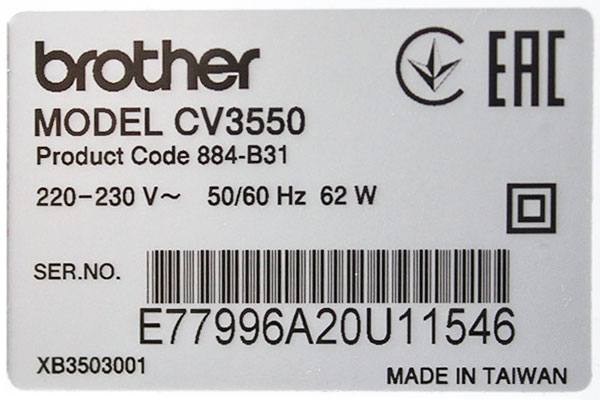 brother
EAC
MODEL CV3550
Product Code 884-B31
220-230 V~ 50/60 Hz 62 W
SER.NO.
E77996A20U11546
XB3503001
MADE IN TAIWAN